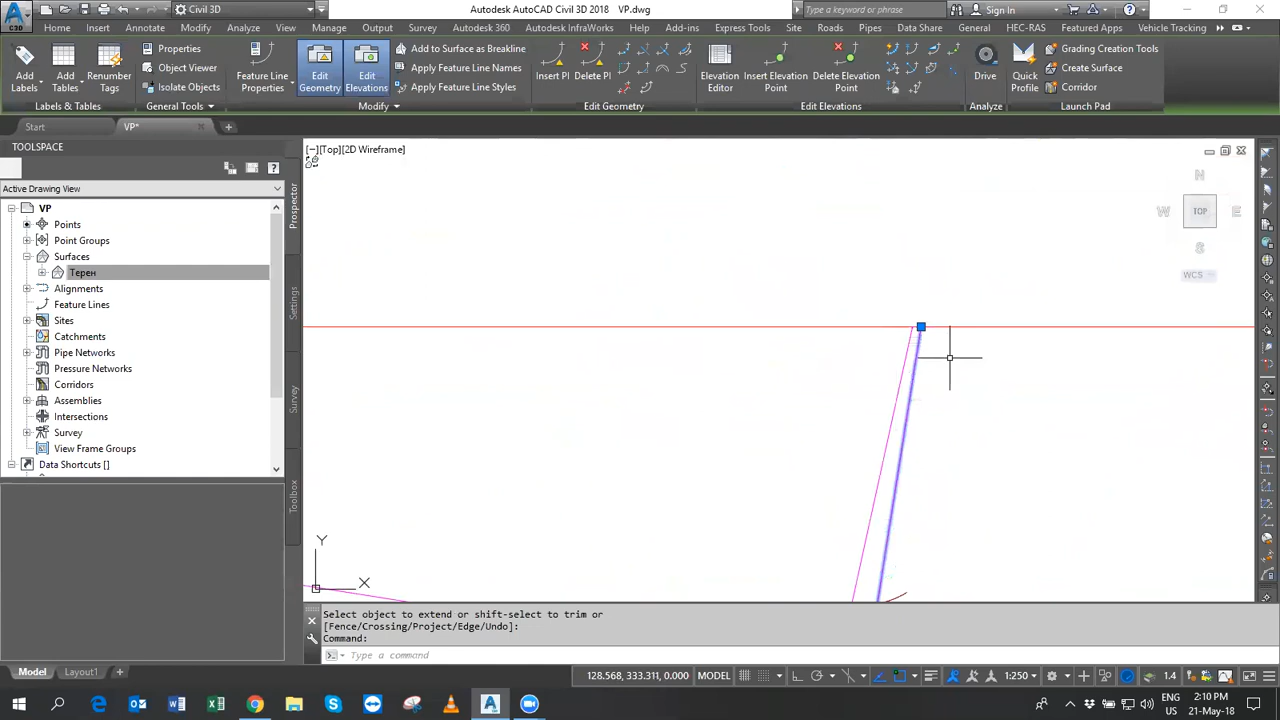 Civil 3D
Autodesk AutoCAD Civil 3D 2018 VP.dwg
Type a keyword or phrase
Sign In
C3D
Home Insert Annotate Modify Analyze View Manage Output Survey Autodesk 360 Autodesk InfraWorks Help Add-ins Express Tools Site Roads Pipes Data Share General HEC-RAS Featured Apps Vehicle Tracking
Add Labels
Add Tables
Renumber Tags
Labels & Tables
Properties
Object Viewer
Isolate Objects
General Tools
Feature Line Properties
Edit Geometry
Edit Elevations
Add to Surface as Breakline
Apply Feature Line Names
Apply Feature Line Styles
Modify
Insert PI
Delete PI
Edit Geometry
Elevation Editor
Insert Elevation Point
Delete Elevation Point
Edit Elevations
Drive
Analyze
Quick Profile
Grading Creation Tools
Create Surface
Corridor
Launch Pad
Start
VP*
TOOLSPACE
Active Drawing View
VP
Points
Point Groups
Surfaces
Терен
Alignments
Feature Lines
Sites
Catchments
Pipe Networks
Pressure Networks
Corridors
Assemblies
Intersections
Survey
View Frame Groups
Data Shortcuts []
Prospector
Settings
Survey
Toolbox
[−][Top][2D Wireframe]
N
W TOP E
S
WCS
Y
X
Select object to extend or shift-select to trim or
[Fence/Crossing/Project/Edge/Undo]:
Command:
Type a command
Model Layout1
128.568, 333.311, 0.000 MODEL
1:250
1.4
ENG
US
2:10 PM
21-May-18